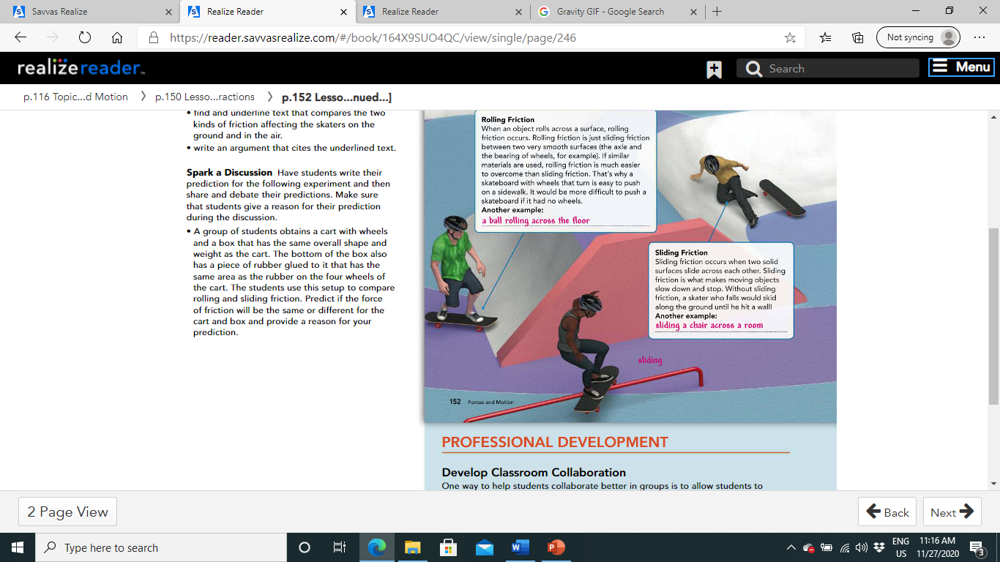 Savvas Realize
Realize Reader
Realize Reader
Gravity GIF - Google Search
https://reader.savvasrealize.com/#/book/164X9SUO4QC/view/single/page/246
Not syncing
realize reader™
Search
Menu
p.116 Topic...d Motion
p.150 Lesso...ractions
p.152 Lesso...nued...]
• find and underline text that compares the two
kinds of friction affecting the skaters on the
ground and in the air.
• write an argument that cites the underlined text.
Spark a Discussion Have students write their
prediction for the following experiment and then
share and debate their predictions. Make sure
that students give a reason for their prediction
during the discussion.
• A group of students obtains a cart with wheels
and a box that has the same overall shape and
weight as the cart. The bottom of the box also
has a piece of rubber glued to it that has the
same area as the rubber on the four wheels of
the cart. The students use this setup to compare
rolling and sliding friction. Predict if the force
of friction will be the same or different for the
cart and box and provide a reason for your
prediction.
Rolling Friction
When an object rolls across a surface, rolling
friction occurs. Rolling friction is just sliding friction
between two very smooth surfaces (the axle and
the bearing of wheels, for example). If similar
materials are used, rolling friction is much easier
to overcome than sliding friction. That's why a
skateboard with wheels that turn is easy to push
on a sidewalk. It would be more difficult to push a
skateboard if it had no wheels.
Another example:
a ball rolling across the floor
Sliding Friction
Sliding friction occurs when two solid
surfaces slide across each other. Sliding
friction is what makes moving objects
slow down and stop. Without sliding
friction, a skater who falls would skid
along the ground until he hit a wall!
Another example:
sliding a chair across a room
sliding
152 Forces and Motion
PROFESSIONAL DEVELOPMENT
Develop Classroom Collaboration
One way to help students collaborate better in groups is to allow students to
2 Page View
Back
Next
Type here to search
ENG
US
11:16 AM
11/27/2020
3